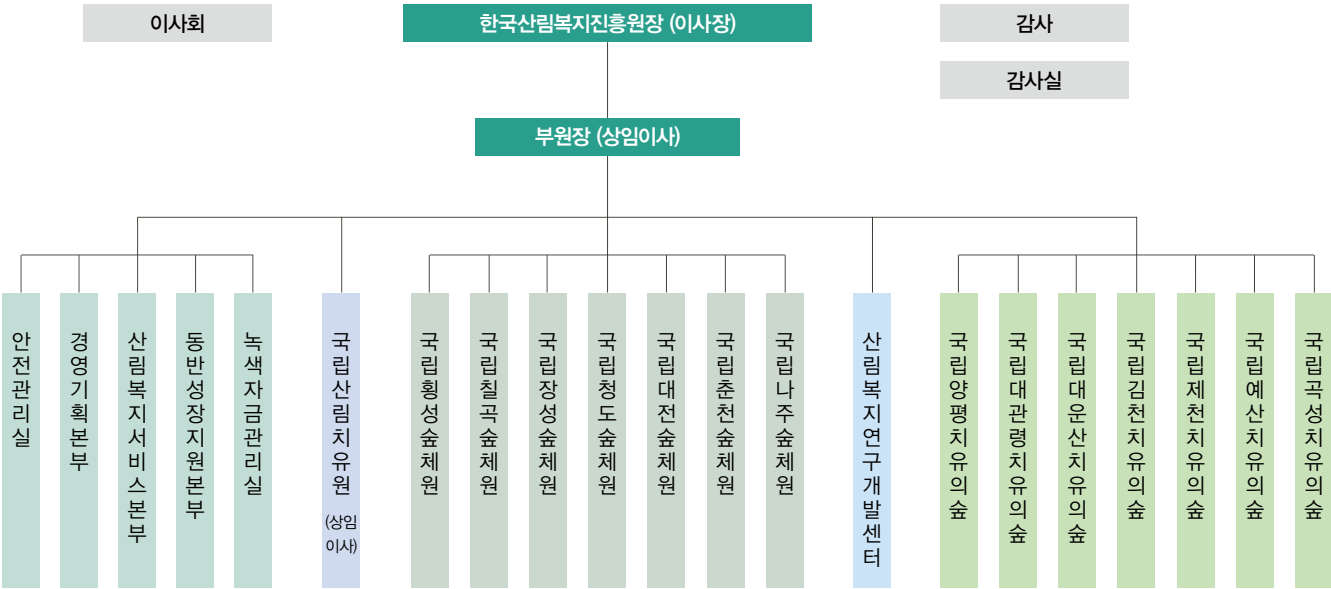 이사회
한국산림복지진흥원장 (이사장)
감사
감사실
부원장 (상임이사)
안전관리실
경영기획본부
산림복지서비스본부
동반성장지원본부
녹색자금관리실
국립산림치유원
(상임
이사)
국립횡성숲체원
국립칠곡숲체원
국립장성숲체원
국립청도숲체원
국립대전숲체원
국립춘천숲체원
국립나주숲체원
산림복지연구개발센터
국립양평치유의숲
국립대관령치유의숲
국립대운산치유의숲
국립김천치유의숲
국립제천치유의숲
국립예산치유의숲
국립곡성치유의숲